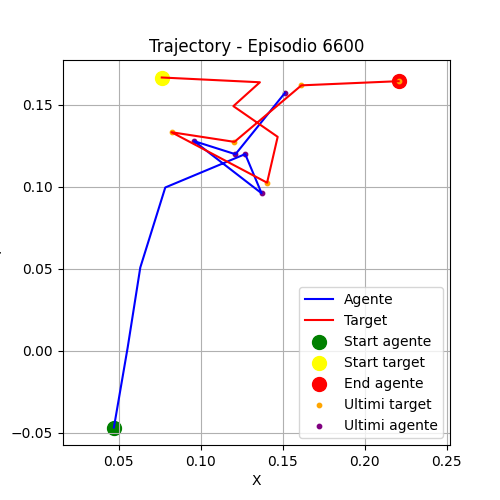 Trajectory - Episodio 6600
0.15
0.10
0.05
0.00
−0.05
0.05
0.10
0.15
0.20
0.25
X
Agente
Target
Start agente
Start target
End agente
Ultimi target
Ultimi agente